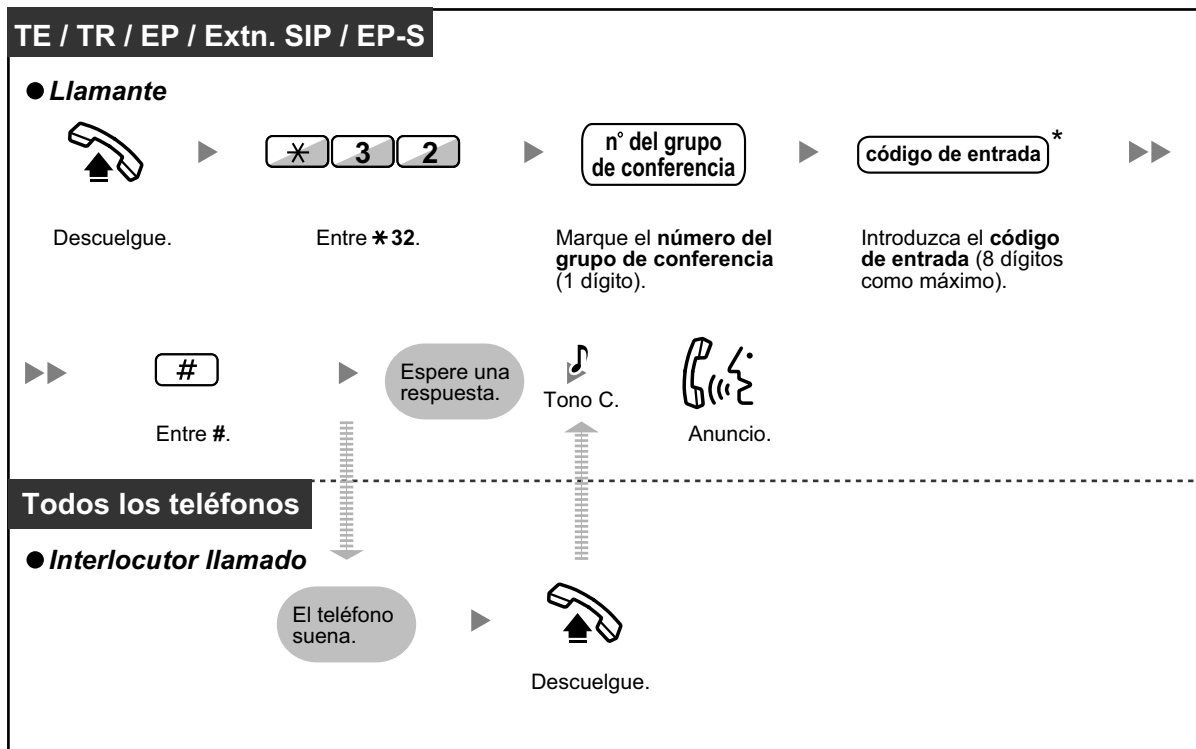 TE / TR / EP / Extn. SIP / EP-S
● Llamante
* 3 2
n° del grupo
de conferencia
código de entrada *
Descuelgue.
Entre *32.
Marque el número del
grupo de conferencia
(1 dígito).
Introduzca el código
de entrada (8 dígitos
como máximo).
#
Espere una
respuesta.
Tono C.
Entre #.
Anuncio.
Todos los teléfonos
● Interlocutor llamado
El teléfono
suena.
Descuelgue.